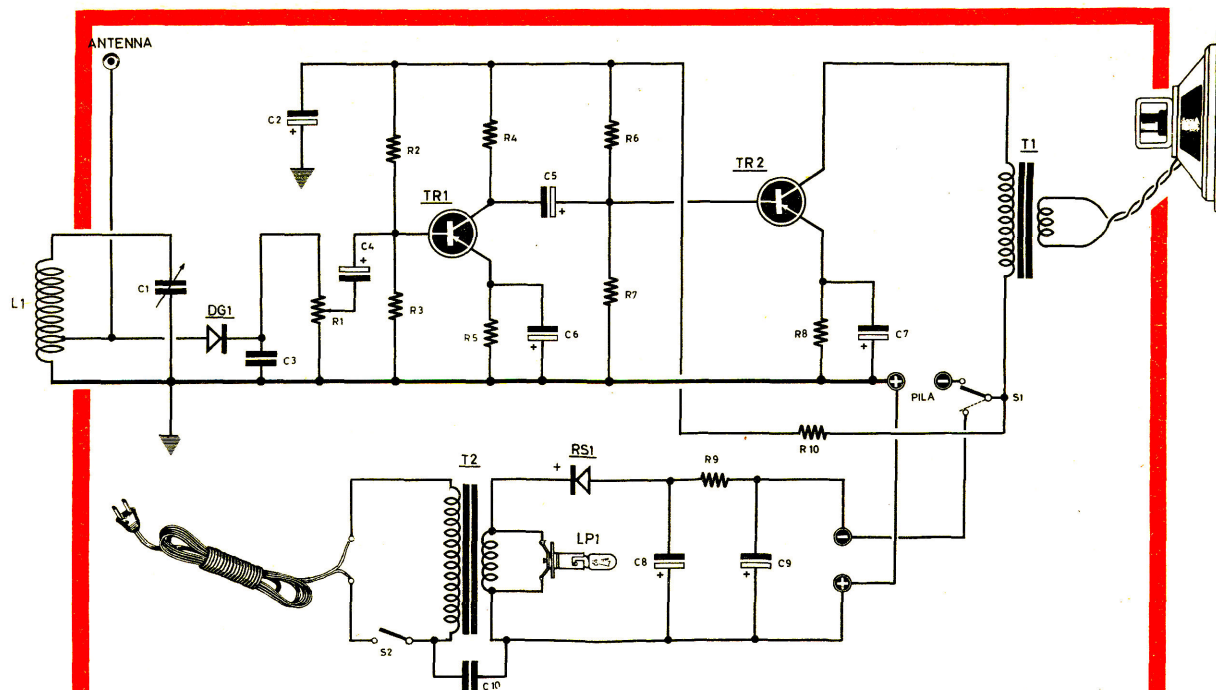 ANTENNA
C2
+
R2
R4
R6
TR1
C5
+
TR2
T1
L1
C1
DG1
C3
R1
C4
+
R3
R5
C6
+
R7
R8
C7
+
+
PILA
−
S1
R10
T2
+
RS1
R9
LP1
C8
+
C9
+
−
+
S2
C10